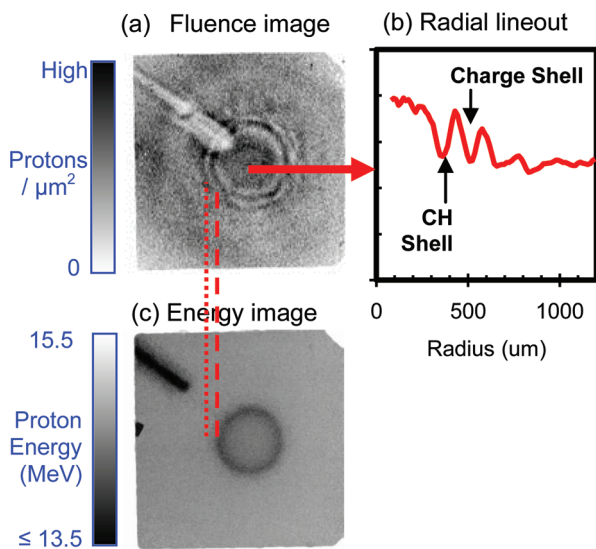 (a) Fluence image
High
Protons
/ µm²
0
(b) Radial lineout
Charge Shell
CH
Shell
0
500
1000
Radius (um)
(c) Energy image
15.5
Proton
Energy
(MeV)
≤ 13.5